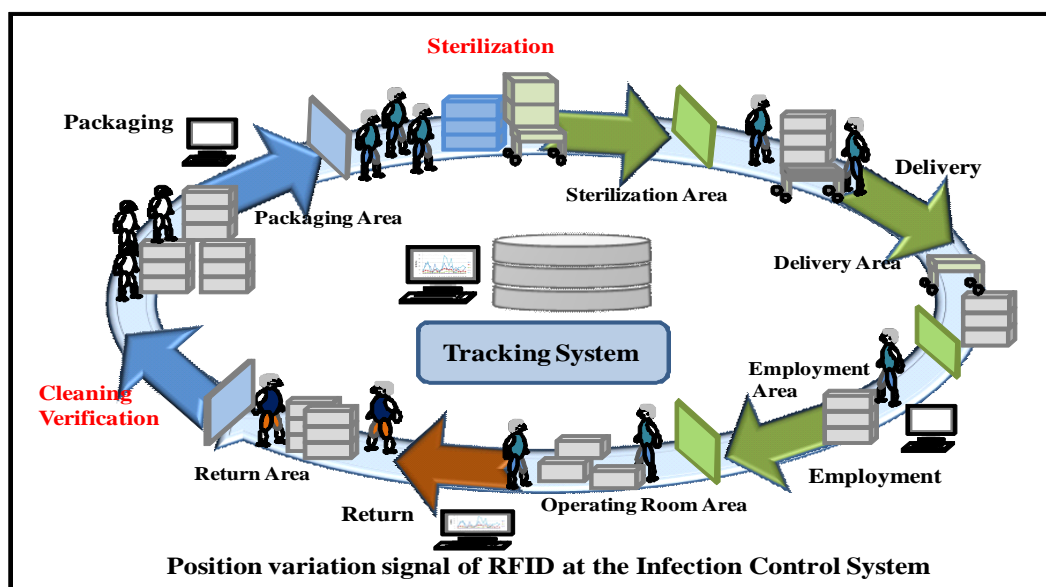 Sterilization
Packaging
Packaging Area
Sterilization Area
Delivery
Delivery Area
Tracking System
Employment
Area
Cleaning
Verification
Return Area
Employment
Operating Room Area
Return
Position variation signal of RFID at the Infection Control System